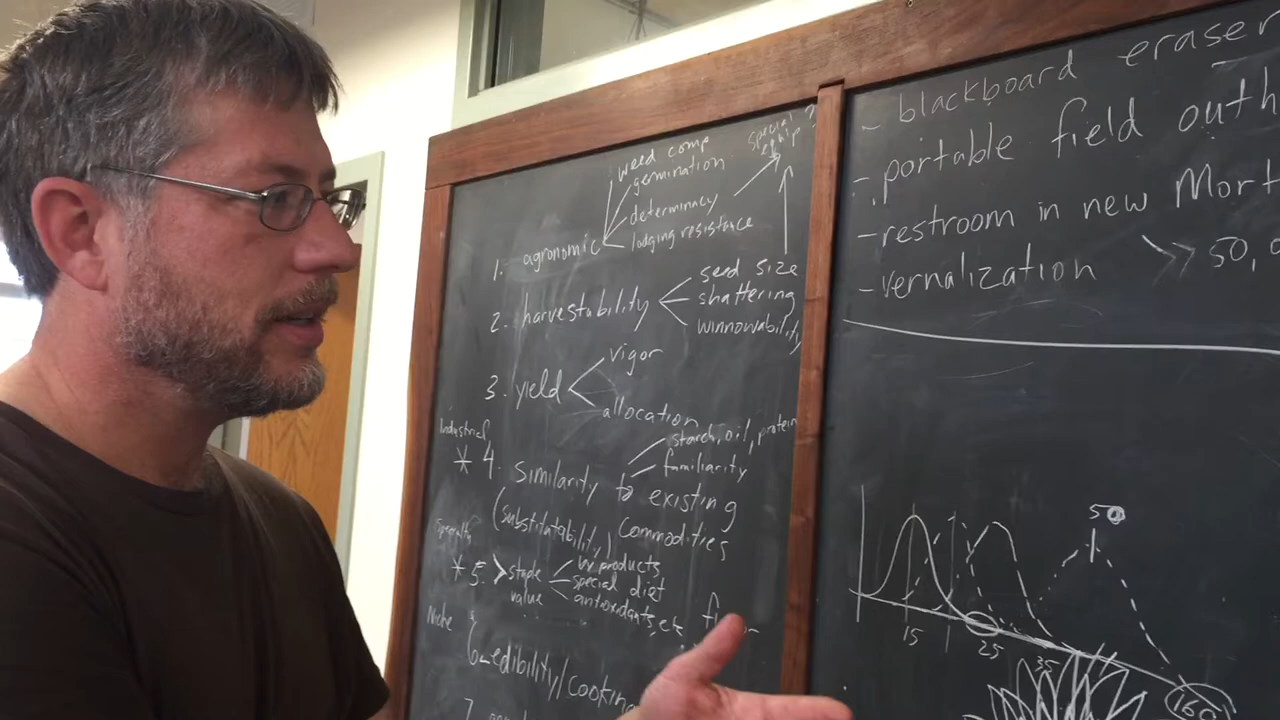 weed comp
germination
determinacy
lodging resistance
special ?
1. agronomic
2. harvestability
seed size
shattering
winnowability
3. yield
vigor
allocation
Industrial
* 4. Similarity to existing
(substitutability) commodities
starch, oil, protein
familiarity
specialty
* 5. > staple
value
by products
special diet
antioxidants, etc
Niche
6. edibility/cooking
7.
- blackboard eraser
- portable field outh
- restroom in new Mort
- vernalization >> 50, 0
15
25
35
50
160